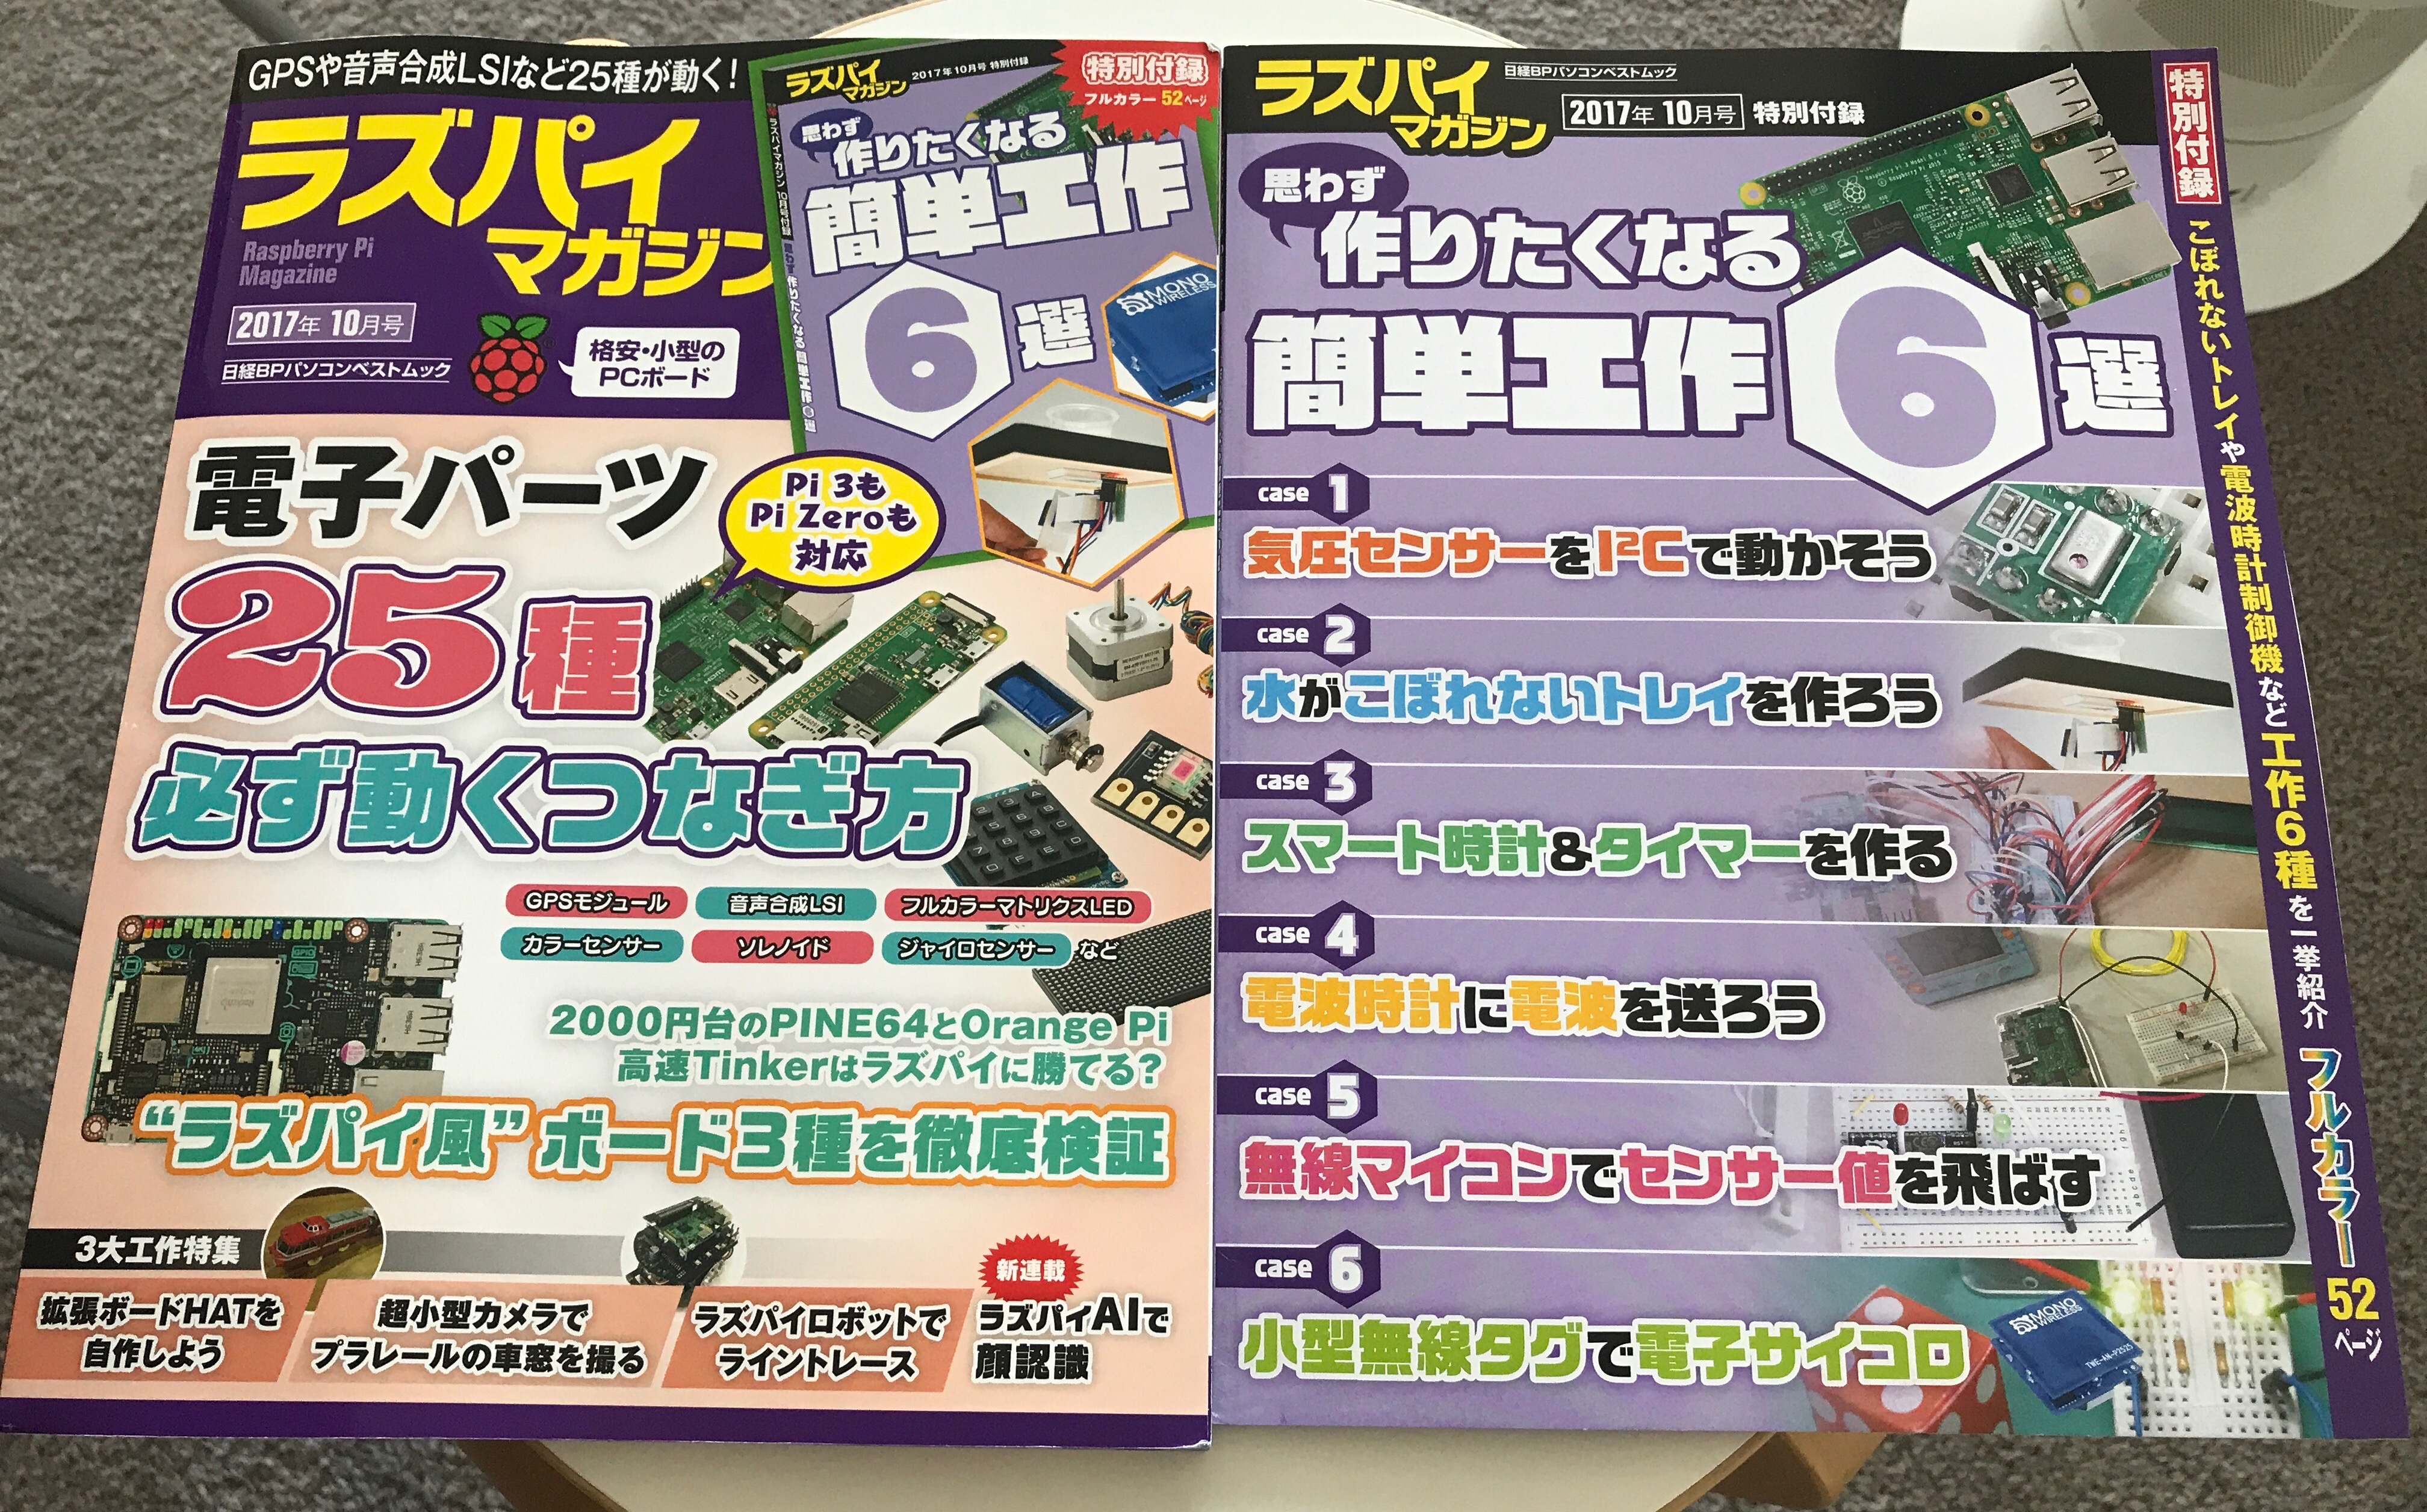 GPSや音声合成LSIなど25種が動く!
ラズパイ
マガジン
Raspberry Pi
Magazine
2017年 10月号
日経BPパソコンベストムック
格安・小型の
PCボード
特別付録
フルカラー 52ページ
ラズパイ
マガジン
2017年10月号 特別付録
思わず
作りたくなる
簡単工作
6選
MONO
WIRELESS
電子パーツ
25種
必ず動くつなぎ方
Pi 3も
Pi Zeroも
対応
GPSモジュール
音声合成LSI
フルカラーマトリクスLED
カラーセンサー
ソレノイド
ジャイロセンサー
など
2000円台のPINE64とOrange Pi
高速Tinkerはラズパイに勝てる?
“ラズパイ風”ボード3種を徹底検証
3大工作特集
拡張ボードHATを
自作しよう
超小型カメラで
プラレールの車窓を撮る
ラズパイロボットで
ライントレース
新連載
ラズパイAIで
顔認識
ラズパイ
マガジン
日経BPパソコンベストムック
2017年 10月号 特別付録
思わず
作りたくなる
簡単工作
6選
case 1
気圧センサーをI²Cで動かそう
case 2
水がこぼれないトレイを作ろう
case 3
スマート時計&タイマーを作る
case 4
電波時計に電波を送ろう
case 5
無線マイコンでセンサー値を飛ばす
case 6
小型無線タグで電子サイコロ
MONO
WIRELESS
TWE-AN-P2525
特別付録
こぼれないトレイや電波時計制御機など工作6種を一挙紹介
フルカラー52ページ